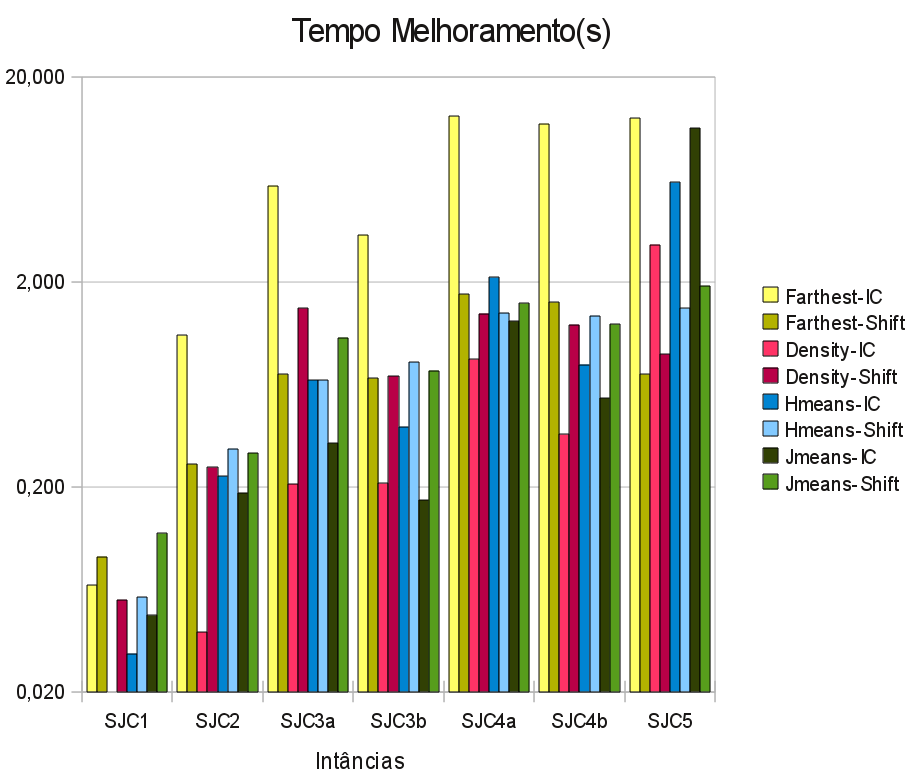 Tempo Melhoramento(s)
20,000
2,000
0,200
0,020
SJC1 SJC2 SJC3a SJC3b SJC4a SJC4b SJC5
Intâncias
Farthest-IC
Farthest-Shift
Density-IC
Density-Shift
Hmeans-IC
Hmeans-Shift
Jmeans-IC
Jmeans-Shift